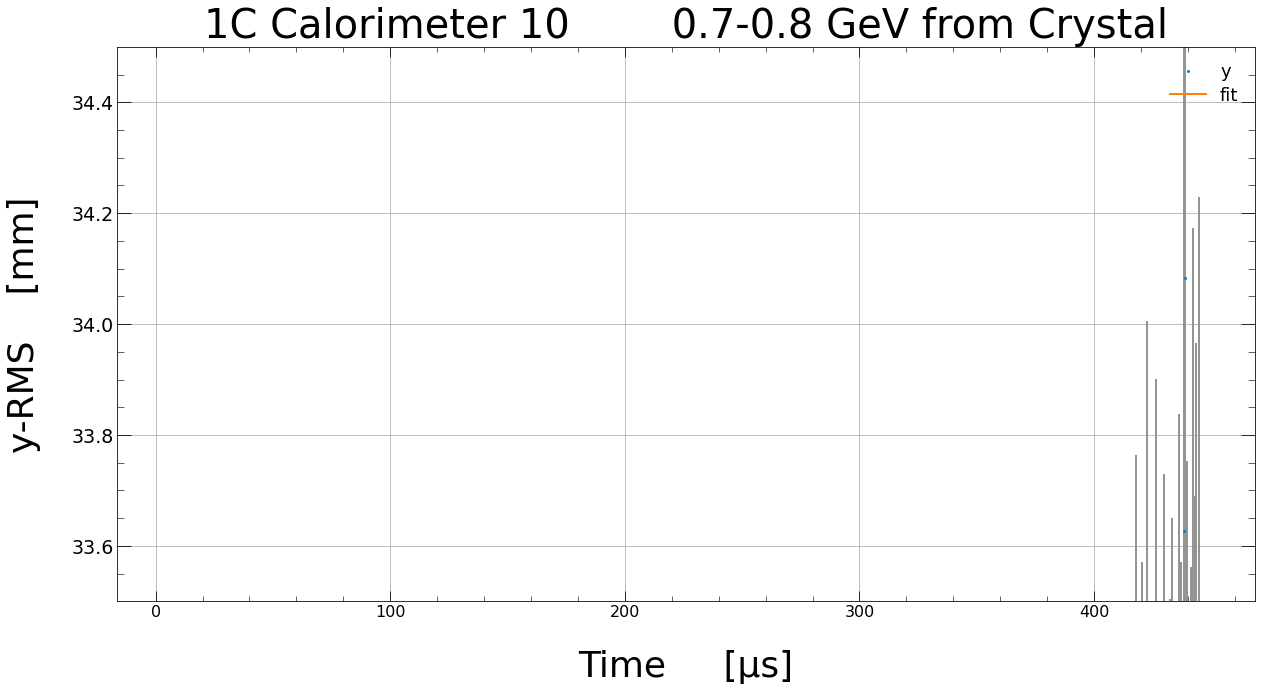 1C Calorimeter 10 0.7-0.8 GeV from Crystal
y
fit
34.4
34.2
34.0
33.8
33.6
y-RMS [mm]
0 100 200 300 400
Time [μs]